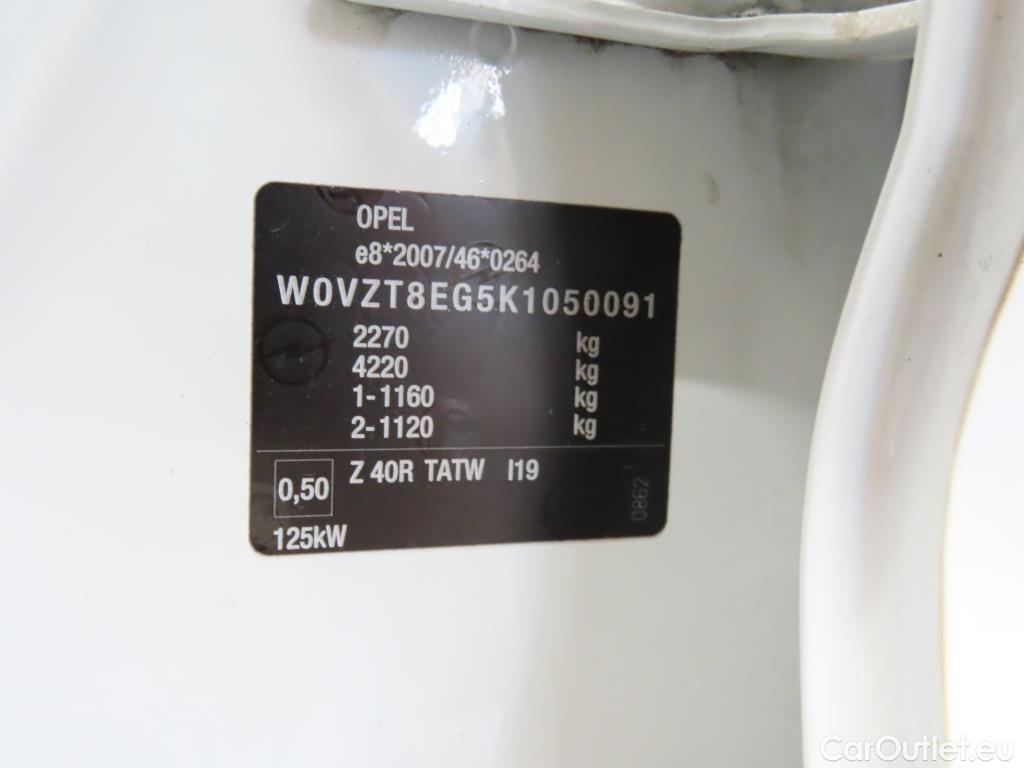 OPEL
e8*2007/46*0264
W0VZT8EG5K1050091
2270 kg
4220 kg
1-1160 kg
2-1120 kg
0,50 Z 40R TATW I19
125kW
0862
CarOutlet.eu